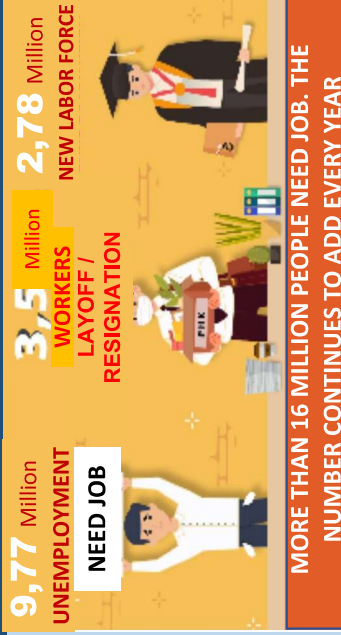 9,77 Million
UNEMPLOYMENT
NEED JOB
3,5 Million
WORKERS
LAYOFF /
RESIGNATION
PHK
2,78 Million
NEW LABOR FORCE
MORE THAN 16 MILLION PEOPLE NEED JOB. THE
NUMBER CONTINUES TO ADD EVERY YEAR